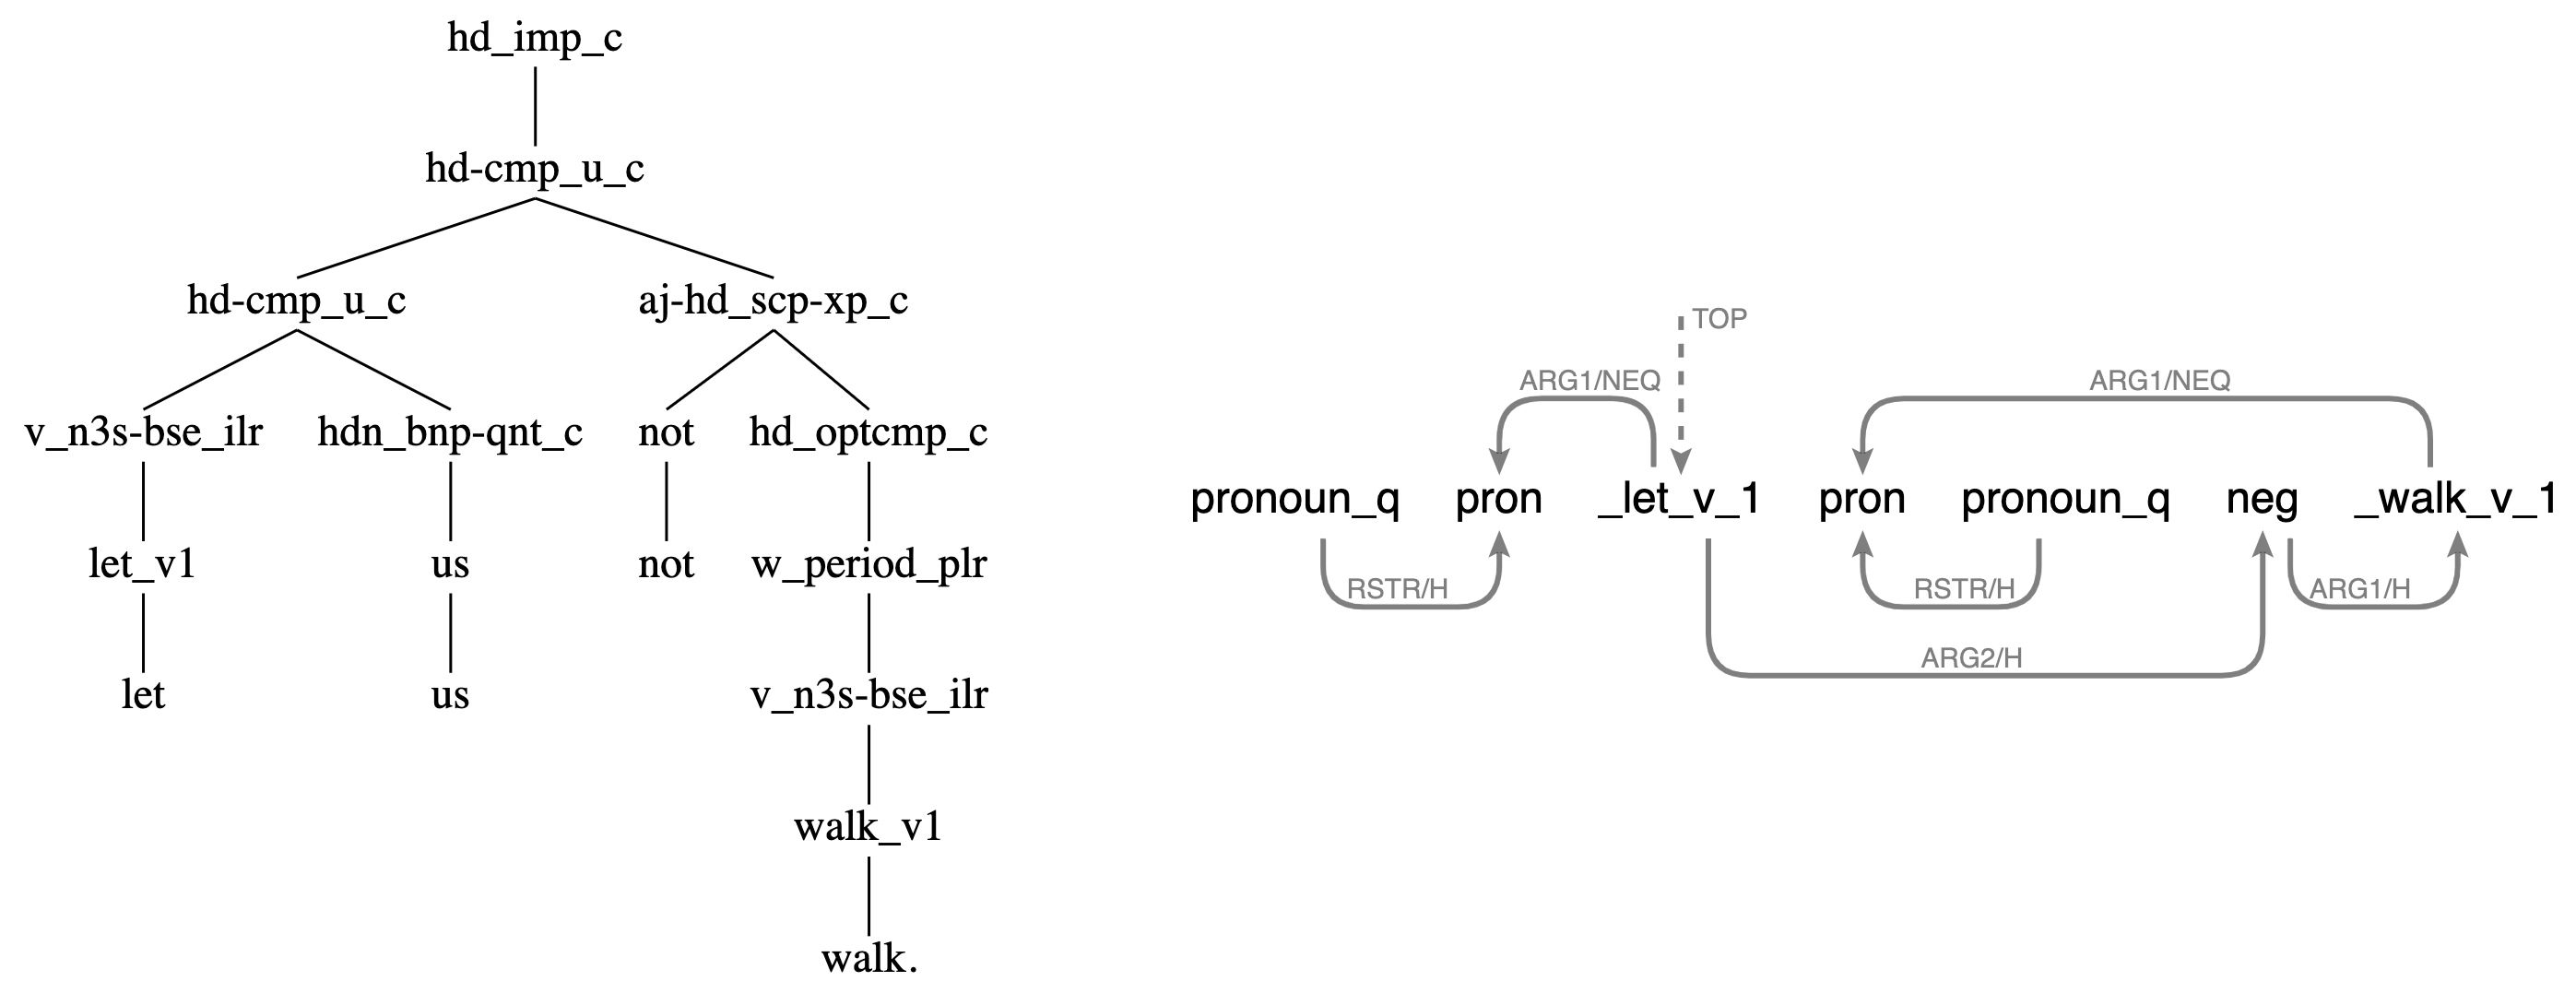 hd_imp_c
hd-cmp_u_c
hd-cmp_u_c aj-hd_scp-xp_c
v_n3s-bse_ilr hdn_bnp-qnt_c not hd_optcmp_c
let_v1 us not w_period_plr
let us v_n3s-bse_ilr
walk_v1
walk.
TOP
ARG1/NEQ ARG1/NEQ
pronoun_q pron _let_v_1 pron pronoun_q neg _walk_v_1
RSTR/H RSTR/H ARG1/H
ARG2/H